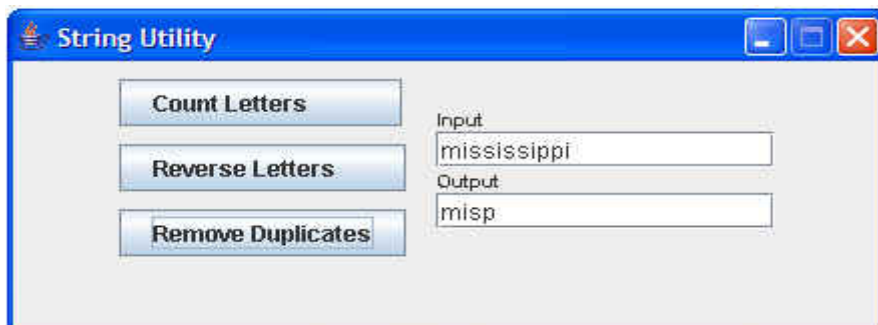 String Utility
Count Letters
Reverse Letters
Remove Duplicates
Input
mississippi
Output
misp